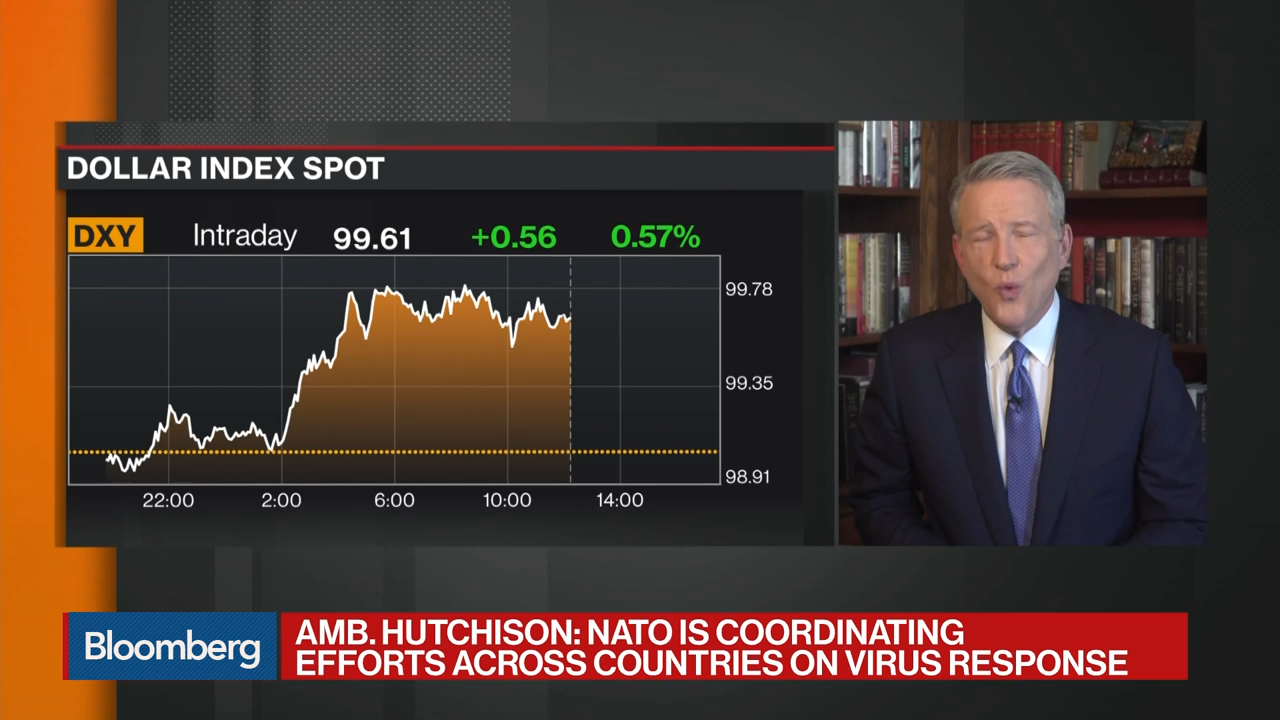 DOLLAR INDEX SPOT
DXY Intraday 99.61 +0.56 0.57%
99.78
99.35
98.91
22:00 2:00 6:00 10:00 14:00
Bloomberg
AMB. HUTCHISON: NATO IS COORDINATING
EFFORTS ACROSS COUNTRIES ON VIRUS RESPONSE